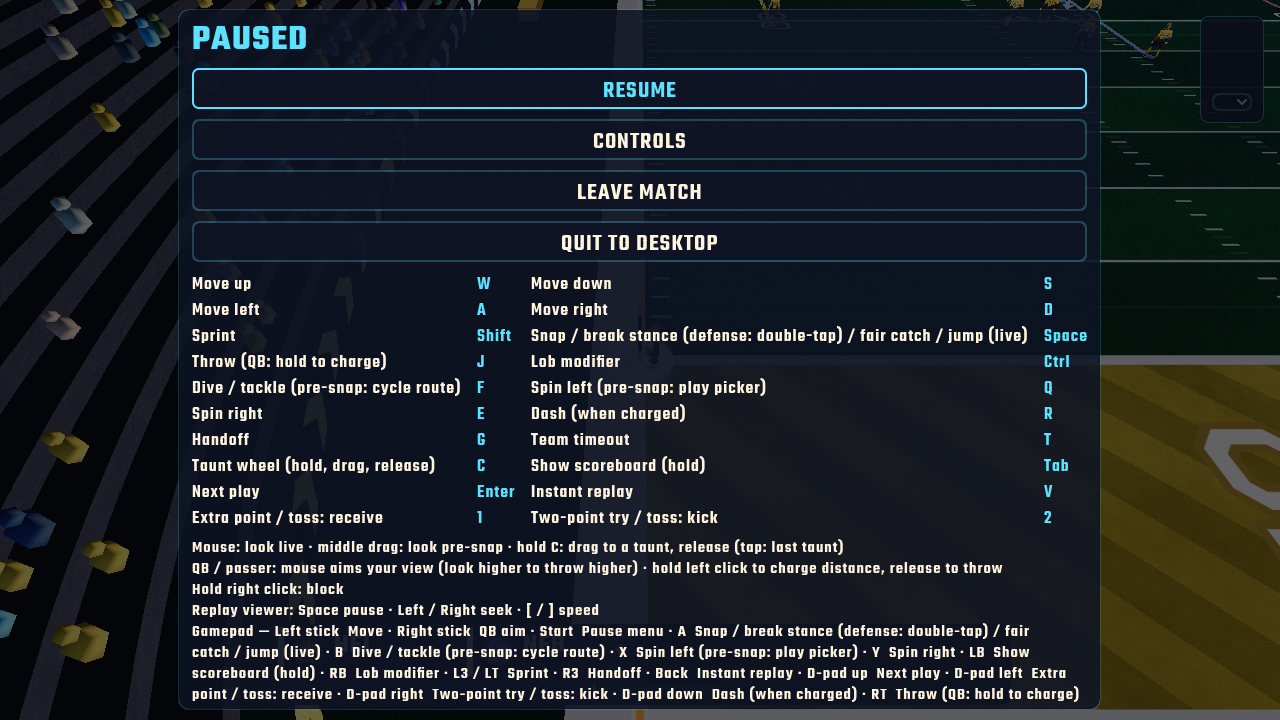 PAUSED
RESUME
CONTROLS
LEAVE MATCH
QUIT TO DESKTOP
Move up W Move down S
Move left A Move right D
Sprint Shift Snap / break stance (defense: double-tap) / fair catch / jump (live) Space
Throw (QB: hold to charge) J Lob modifier Ctrl
Dive / tackle (pre-snap: cycle route) F Spin left (pre-snap: play picker) Q
Spin right E Dash (when charged) R
Handoff G Team timeout T
Taunt wheel (hold, drag, release) C Show scoreboard (hold) Tab
Next play Enter Instant replay V
Extra point / toss: receive 1 Two-point try / toss: kick 2
Mouse: look live · middle drag: look pre-snap · hold C: drag to a taunt, release (tap: last taunt)
QB / passer: mouse aims your view (look higher to throw higher) · hold left click to charge distance, release to throw
Hold right click: block
Replay viewer: Space pause · Left / Right seek · [ / ] speed
Gamepad — Left stick Move · Right stick QB aim · Start Pause menu · A Snap / break stance (defense: double-tap) / fair
catch / jump (live) · B Dive / tackle (pre-snap: cycle route) · X Spin left (pre-snap: play picker) · Y Spin right · LB Show
scoreboard (hold) · RB Lob modifier · L3 / LT Sprint · R3 Handoff · Back Instant replay · D-pad up Next play · D-pad left Extra
point / toss: receive · D-pad right Two-point try / toss: kick · D-pad down Dash (when charged) · RT Throw (QB: hold to charge)